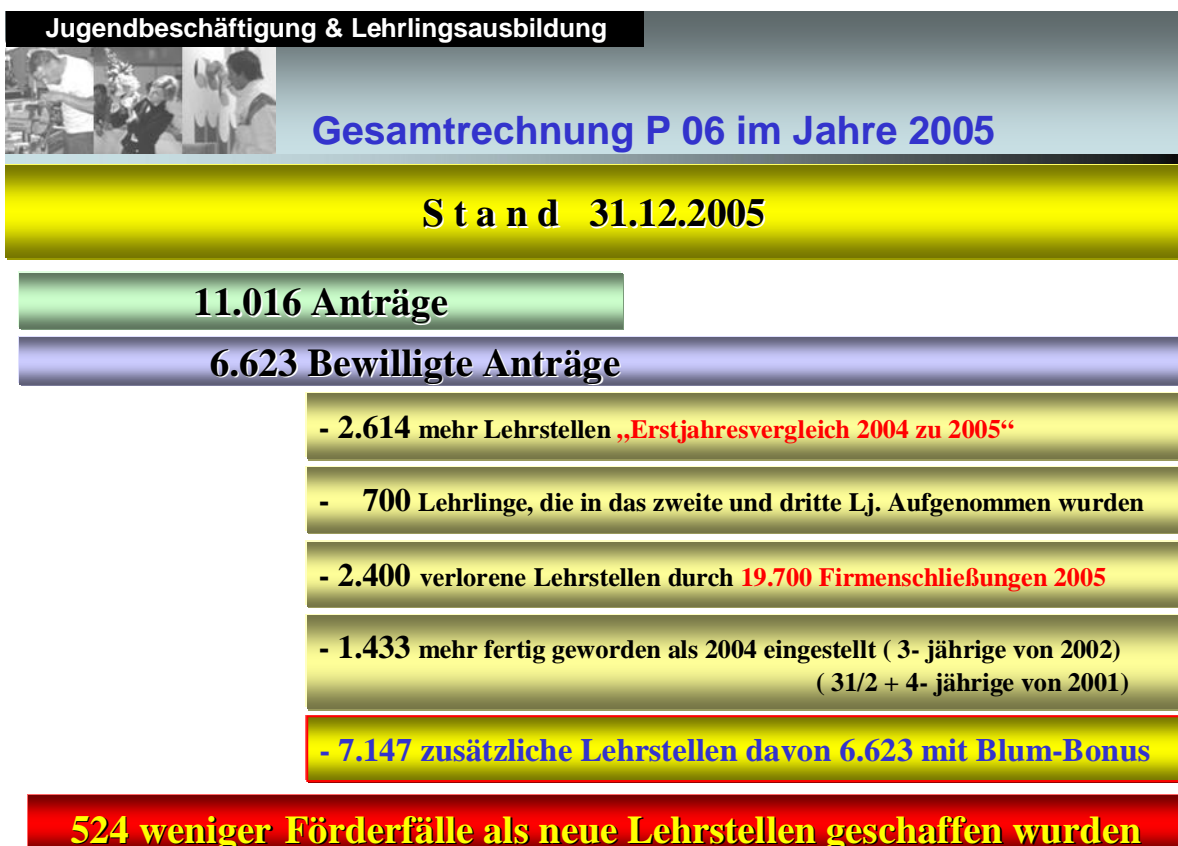 Jugendbeschäftigung & Lehrlingsausbildung
Gesamtrechnung P 06 im Jahre 2005
S t a n d 31.12.2005
11.016 Anträge
6.623 Bewilligte Anträge
- 2.614 mehr Lehrstellen „Erstjahresvergleich 2004 zu 2005“
- 700 Lehrlinge, die in das zweite und dritte Lj. Aufgenommen wurden
- 2.400 verlorene Lehrstellen durch 19.700 Firmenschließungen 2005
- 1.433 mehr fertig geworden als 2004 eingestellt ( 3- jährige von 2002)
( 31/2 + 4- jährige von 2001)
- 7.147 zusätzliche Lehrstellen davon 6.623 mit Blum-Bonus
524 weniger Förderfälle als neue Lehrstellen geschaffen wurden